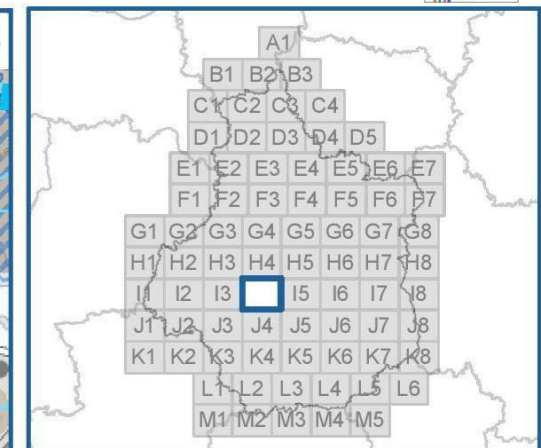 A1
B1 B2 B3
C1 C2 C3 C4
D1 D2 D3 D4 D5
E1 E2 E3 E4 E5 E6 E7
F1 F2 F3 F4 F5 F6 F7
G1 G2 G3 G4 G5 G6 G7 G8
H1 H2 H3 H4 H5 H6 H7 H8
I1 I2 I3 I5 I6 I7 I8
J1 J2 J3 J4 J5 J6 J7 J8
K1 K2 K3 K4 K5 K6 K7 K8
L1 L2 L3 L4 L5 L6
M1 M2 M3 M4 M5